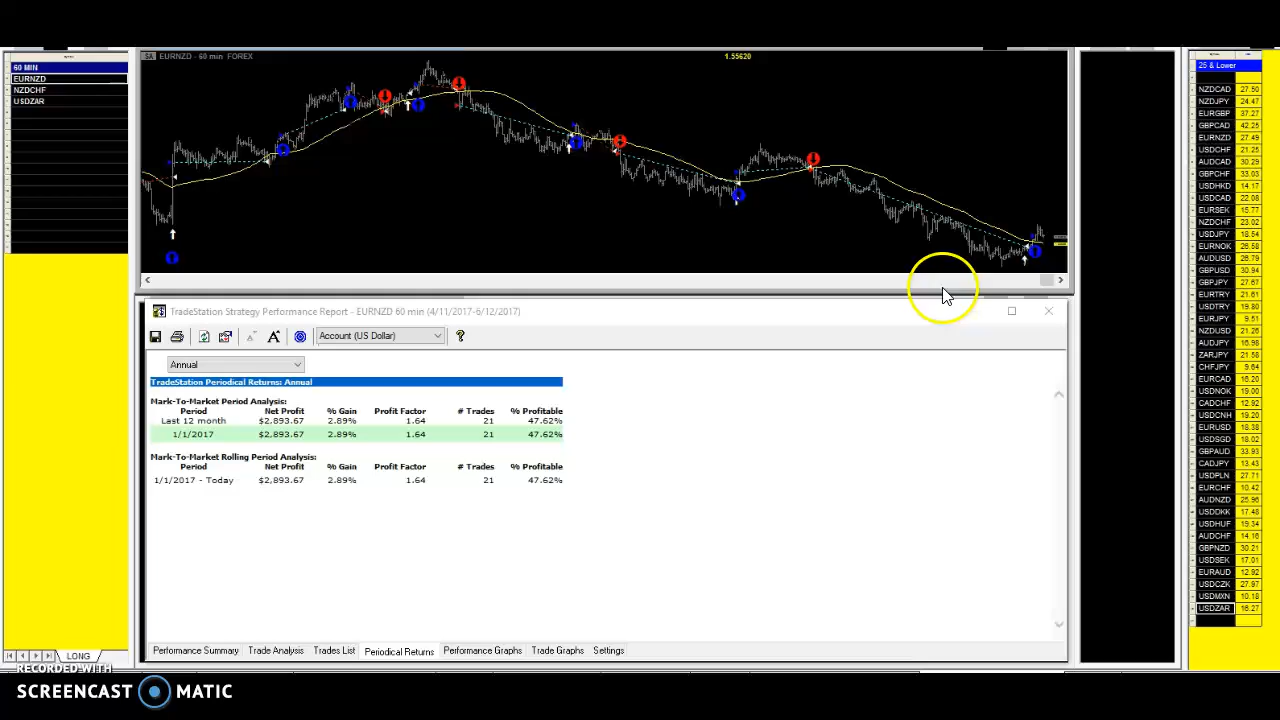 60 MIN
EURNZD
NZDCHF
USDZAR
LONG
EURNZD - 60 min FOREX
1.55620
TradeStation Strategy Performance Report - EURNZD 60 min (4/11/2017-6/12/2017)
Account (US Dollar)
Annual
TradeStation Periodical Returns: Annual
Mark-To-Market Period Analysis:
Period Net Profit % Gain Profit Factor # Trades % Profitable
Last 12 month $2,893.67 2.89% 1.64 21 47.62%
1/1/2017 $2,893.67 2.89% 1.64 21 47.62%
Mark-To-Market Rolling Period Analysis:
Period Net Profit % Gain Profit Factor # Trades % Profitable
1/1/2017 - Today $2,893.67 2.89% 1.64 21 47.62%
Performance Summary Trade Analysis Trades List Periodical Returns Performance Graphs Trade Graphs Settings
25 & Lower
NZDCAD 27.50
NZDJPY 24.47
EURGBP 37.27
GBPCAD 42.25
EURNZD 27.49
USDCHF 21.25
AUDCAD 30.29
GBPCHF 33.03
USDHKD 14.17
USDCAD 22.08
EURSEK 15.77
NZDCHF 23.02
USDJPY 18.54
EURNOK 26.58
AUDUSD 26.79
GBPUSD 30.94
GBPJPY 27.67
EURTRY 21.61
USDTRY 19.80
EURJPY 9.51
NZDUSD 21.26
AUDJPY 16.98
ZARJPY 21.58
CHFJPY 9.64
EURCAD 16.20
USDNOK 19.00
CADCHF 12.92
USDCNH 19.20
EURUSD 18.38
USDSGD 18.02
GBPAUD 33.93
CADJPY 13.43
USDPLN 27.71
EURCHF 10.42
AUDNZD 25.96
USDDKK 17.48
USDHUF 19.34
AUDCHF 14.16
GBPNZD 30.21
USDSEK 17.01
EURAUD 12.92
USDCZK 27.97
USDMXN 10.18
USDZAR 16.27
RECORDED WITH
SCREENCAST MATIC